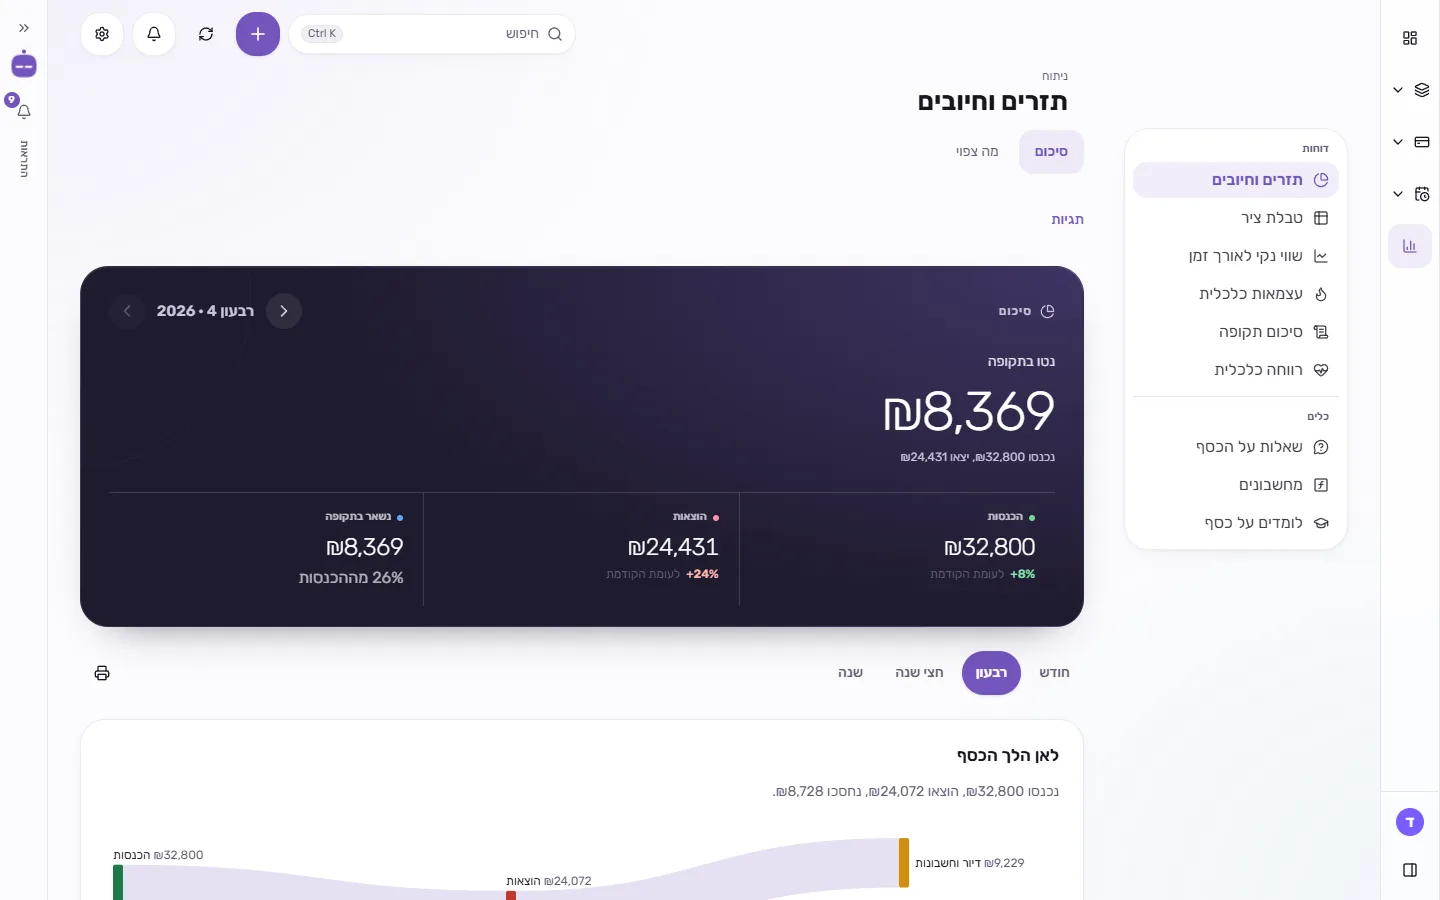 חיפוש
Ctrl K
9
התראות
ניתוח
תזרים וחיובים
סיכום
מה צפוי
תגיות
דוחות
תזרים וחיובים
טבלת ציר
שווי נקי לאורך זמן
עצמאות כלכלית
סיכום תקופה
רווחה כלכלית
כלים
שאלות על הכסף
מחשבונים
לומדים על כסף
סיכום
רבעון 4 · 2026
נטו בתקופה
₪8,369
נכנסו ₪32,800, יצאו ₪24,431
הכנסות
₪32,800
+8% לעומת הקודמת
הוצאות
₪24,431
+24% לעומת הקודמת
נשאר בתקופה
₪8,369
26% מההכנסות
חודש
רבעון
חצי שנה
שנה
לאן הלך הכסף
נכנסו ₪32,800, הוצאו ₪24,072, נחסכו ₪8,728.
הכנסות ₪32,800
הוצאות ₪24,072
דיור וחשבונות ₪9,229
ד